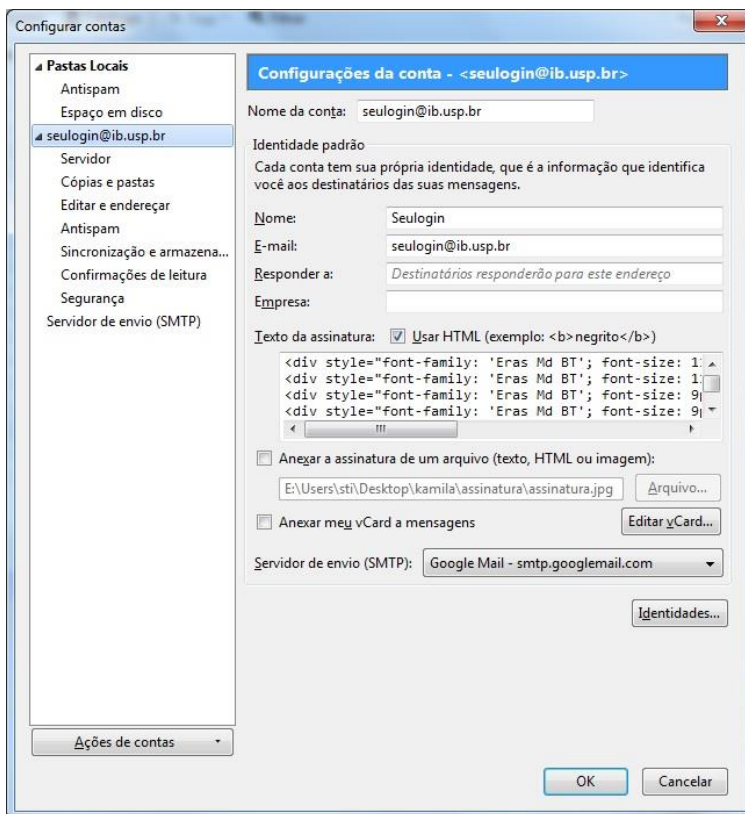 Configurar contas
Pastas Locais
Antispam
Espaço em disco
seulogin@ib.usp.br
Servidor
Cópias e pastas
Editar e endereçar
Antispam
Sincronização e armazena...
Confirmações de leitura
Segurança
Servidor de envio (SMTP)
Ações de contas
Configurações da conta - <seulogin@ib.usp.br>
Nome da conta: seulogin@ib.usp.br
Identidade padrão
Cada conta tem sua própria identidade, que é a informação que identifica
você aos destinatários das suas mensagens.
Nome: Seulogin
E-mail: seulogin@ib.usp.br
Responder a: Destinatários responderão para este endereço
Empresa:
Texto da assinatura: Usar HTML (exemplo: <b>negrito</b>)
<div style="font-family: 'Eras Md BT'; font-size: 1
<div style="font-family: 'Eras Md BT'; font-size: 1
<div style="font-family: 'Eras Md BT'; font-size: 9
<div style="font-family: 'Eras Md BT'; font-size: 9
Anexar a assinatura de um arquivo (texto, HTML ou imagem):
E:\Users\sti\Desktop\kamila\assinatura\assinatura.jpg Arquivo...
Anexar meu vCard a mensagens Editar vCard...
Servidor de envio (SMTP): Google Mail - smtp.googlemail.com
Identidades...
OK Cancelar